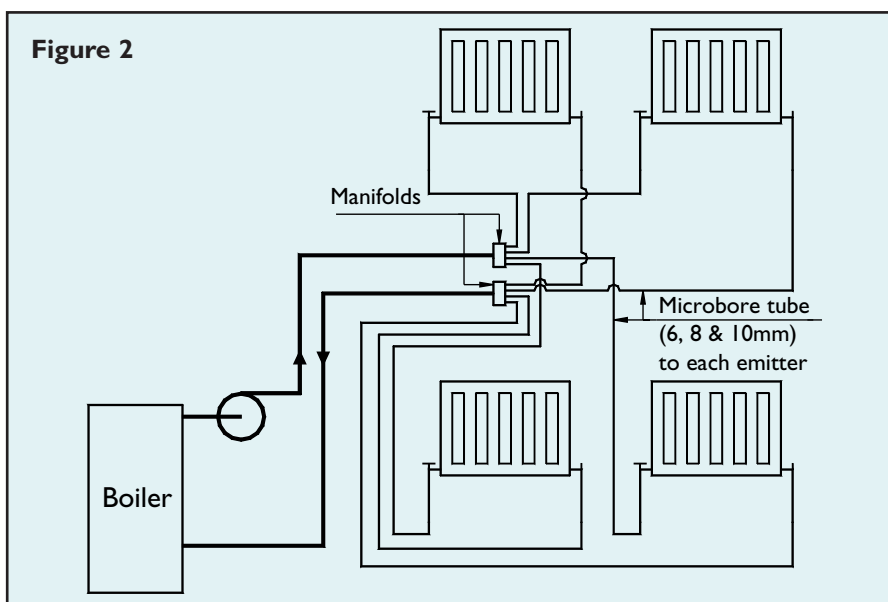 Figure 2
Manifolds
Microbore tube
(6, 8 & 10mm)
to each emitter
Boiler